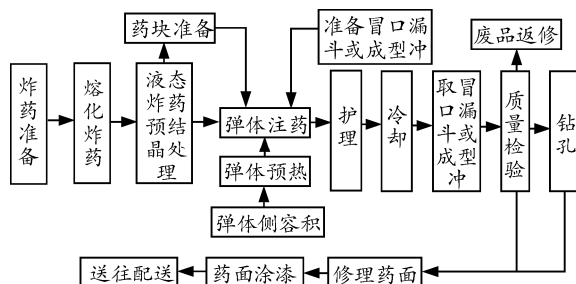 药块准备
准备冒口漏
斗或成型冲
废品返修
炸药准备
熔化炸药
液态
炸药
预结
晶处
理
弹体注药
护理
冷却
取冒
口漏
斗或
成型
冲
质量检验
钻孔
弹体预热
弹体侧容积
送往配送
药面涂漆
修理药面